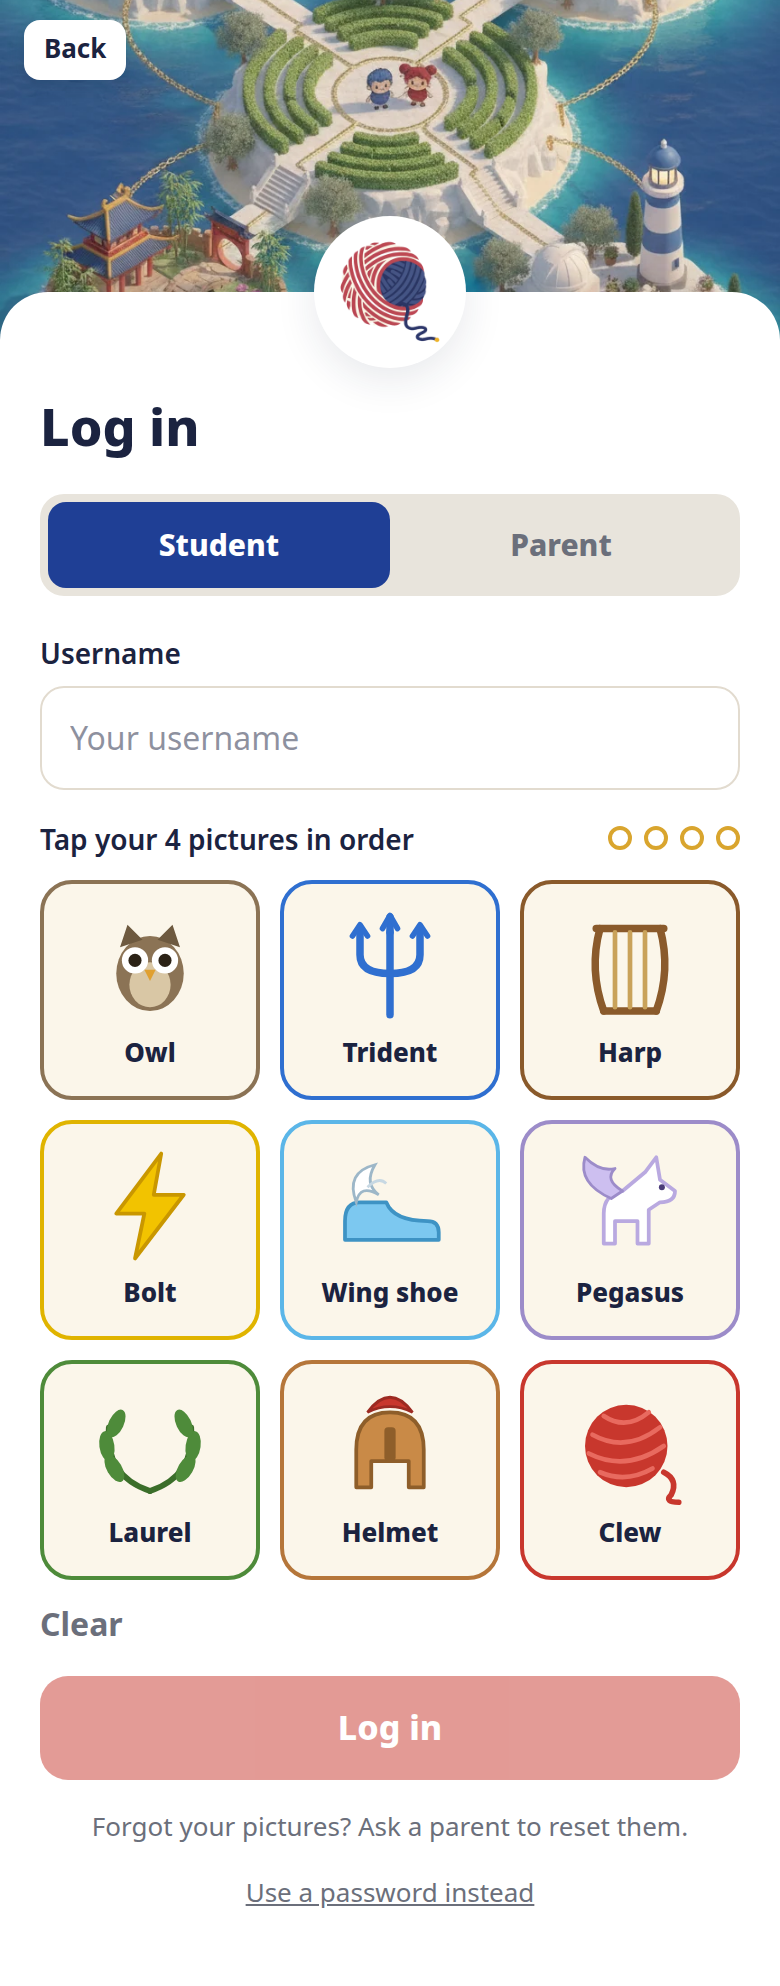 Back
Log in
Student
Parent
Username
Your username
Tap your 4 pictures in order
Owl
Trident
Harp
Bolt
Wing shoe
Pegasus
Laurel
Helmet
Clew
Clear
Log in
Forgot your pictures? Ask a parent to reset them.
Use a password instead